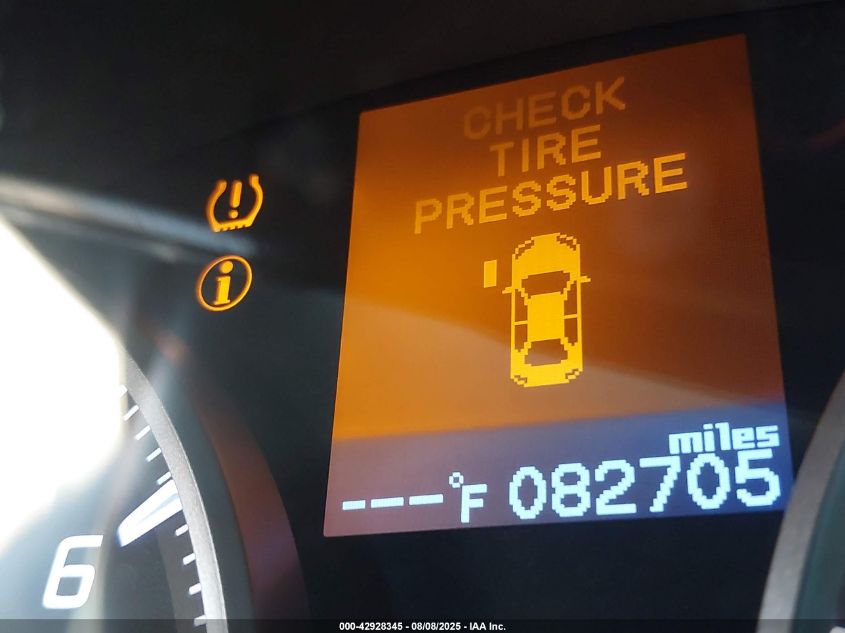 CHECK
TIRE
PRESSURE
miles
---°F 082705
6
000-42928345 - 08/08/2025 - IAA Inc.